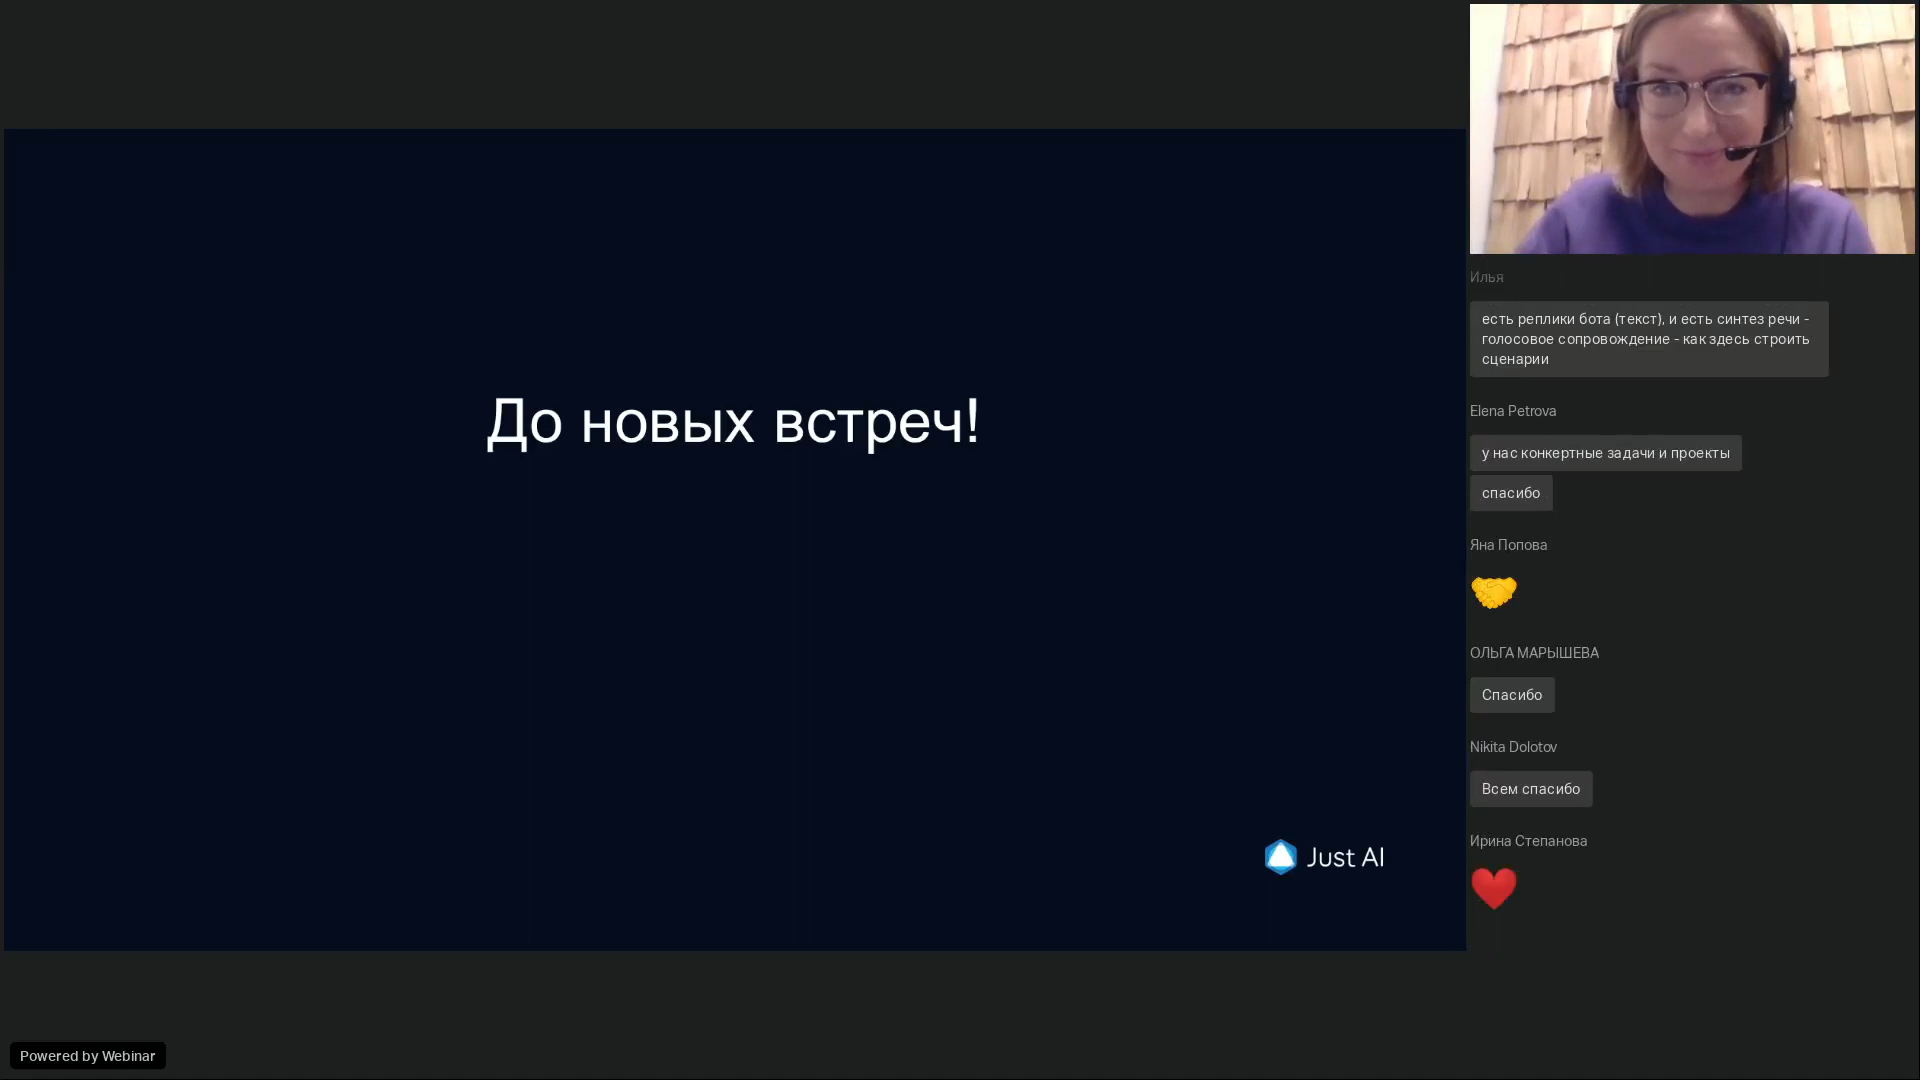 До новых встреч!
Just AI
Илья
есть реплики бота (текст), и есть синтез речи -
голосовое сопровождение - как здесь строить
сценарии
Elena Petrova
у нас конкертные задачи и проекты
спасибо
Яна Попова
ОЛЬГА МАРЫШЕВА
Спасибо
Nikita Dolotov
Всем спасибо
Ирина Степанова
Powered by Webinar